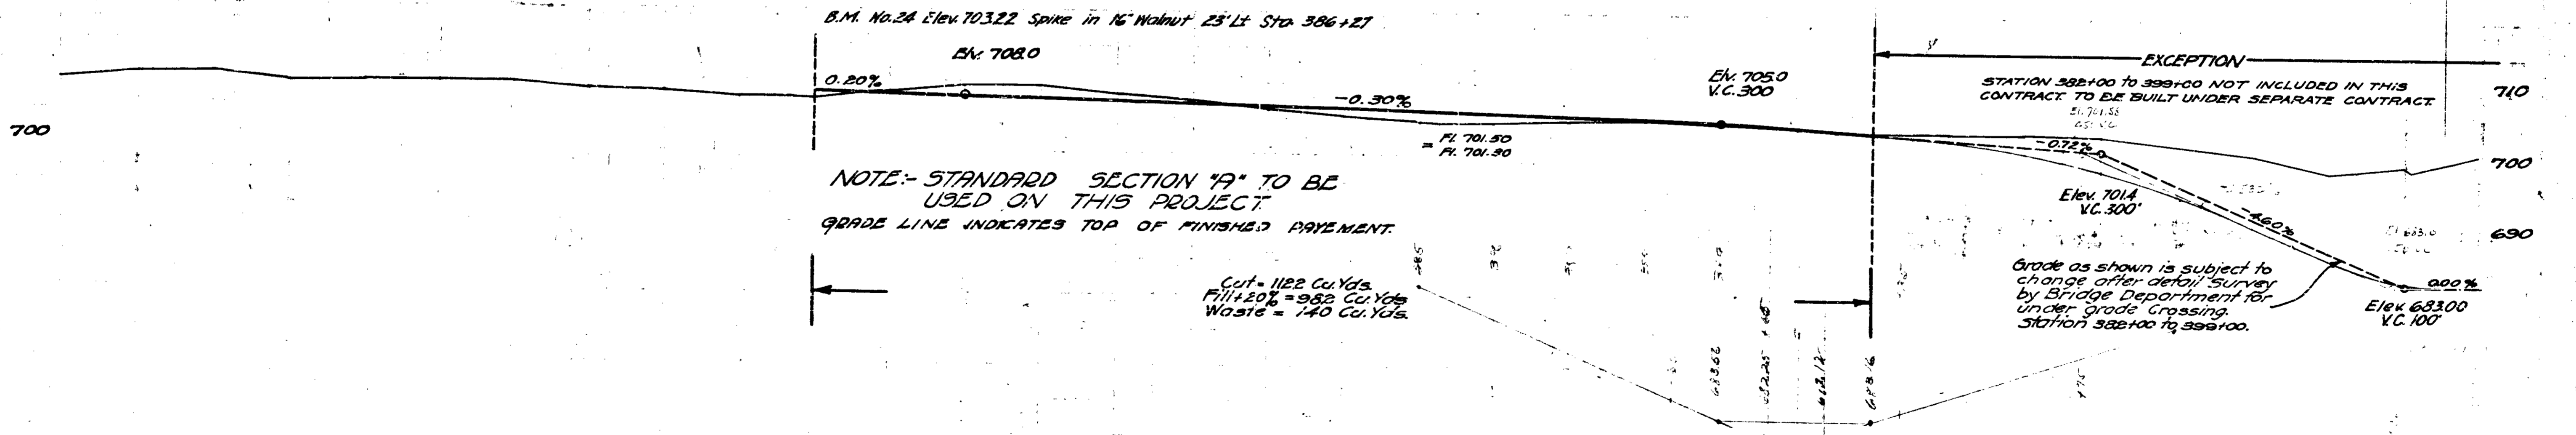 B.M. No.24 Elev. 703.22 Spike in 16" Walnut 23' Lt Sta. 386+27
Elv. 708.0
0.20%
-0.30%
Elv. 705.0
V.C. 300'
EXCEPTION
STATION 382+00 TO 399+00 NOT INCLUDED IN THIS
CONTRACT. TO BE BUILT UNDER SEPARATE CONTRACT.
710
700
El. 701.50
= Fl. 701.30
-0.72%
700
Elev. 701.4
V.C. 300'
-4.60%
690
NOTE:- STANDARD SECTION "A" TO BE
USED ON THIS PROJECT.
GRADE LINE INDICATES TOP OF FINISHED PAVEMENT.
Cut = 1122 Cu. Yds.
Fill+20% = 982 Cu. Yds.
Waste = 140 Cu. Yds.
Grade as shown is subject to
change after detail survey
by Bridge Department for
under grade Crossing.
Station 382+00 to 399+00.
0.00%
Elev. 683.00
V.C. 100'
683.62